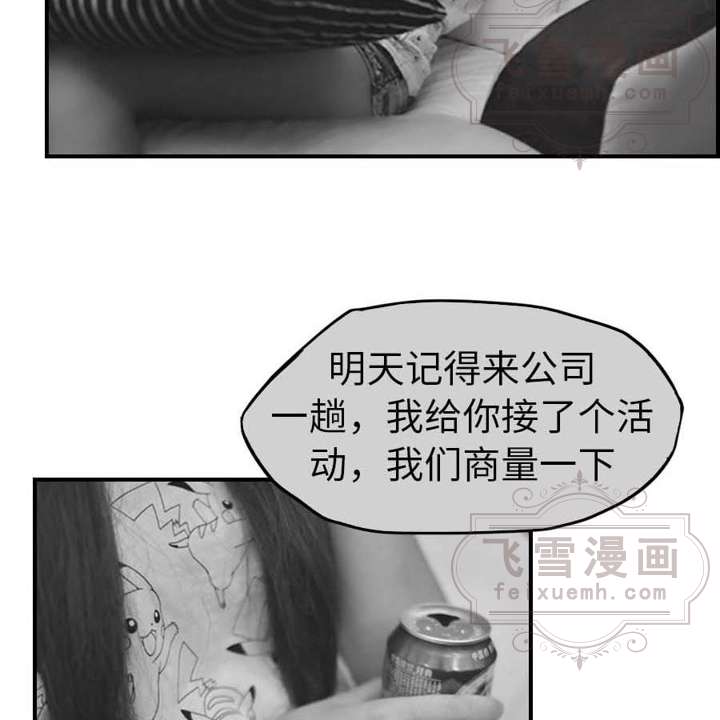 飞雪漫画
feixuemh.com
明天记得来公司
一趟，我给你接了个活
动，我们商量一下
飞雪漫画
feixuemh.com